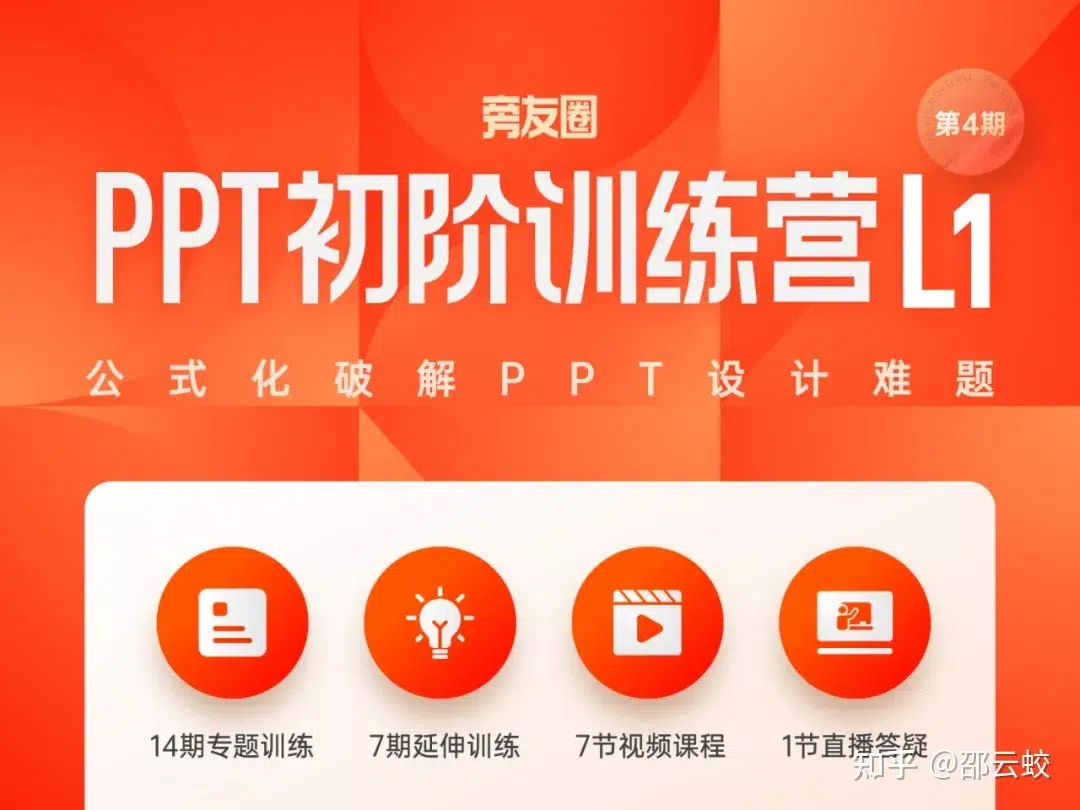 旁友圈
第4期
PPT初阶训练营L1
公式化破解PPT设计难题
14期专题训练
7期延伸训练
7节视频课程
1节直播答疑
知乎 @邵云蛟